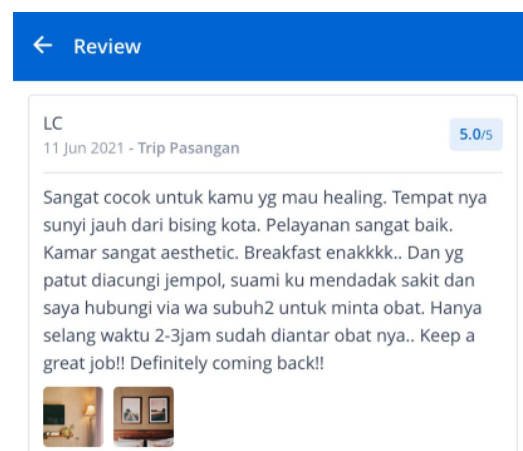 Review
LC
5.0/5
11 Jun 2021 - Trip Pasangan
Sangat cocok untuk kamu yg mau healing. Tempat nya
sunyi jauh dari bising kota. Pelayanan sangat baik.
Kamar sangat aesthetic. Breakfast enakkkk.. Dan yg
patut diacungi jempol, suami ku mendadak sakit dan
saya hubungi via wa subuh2 untuk minta obat. Hanya
selang waktu 2-3jam sudah diantar obat nya.. Keep a
great job!! Definitely coming back!!